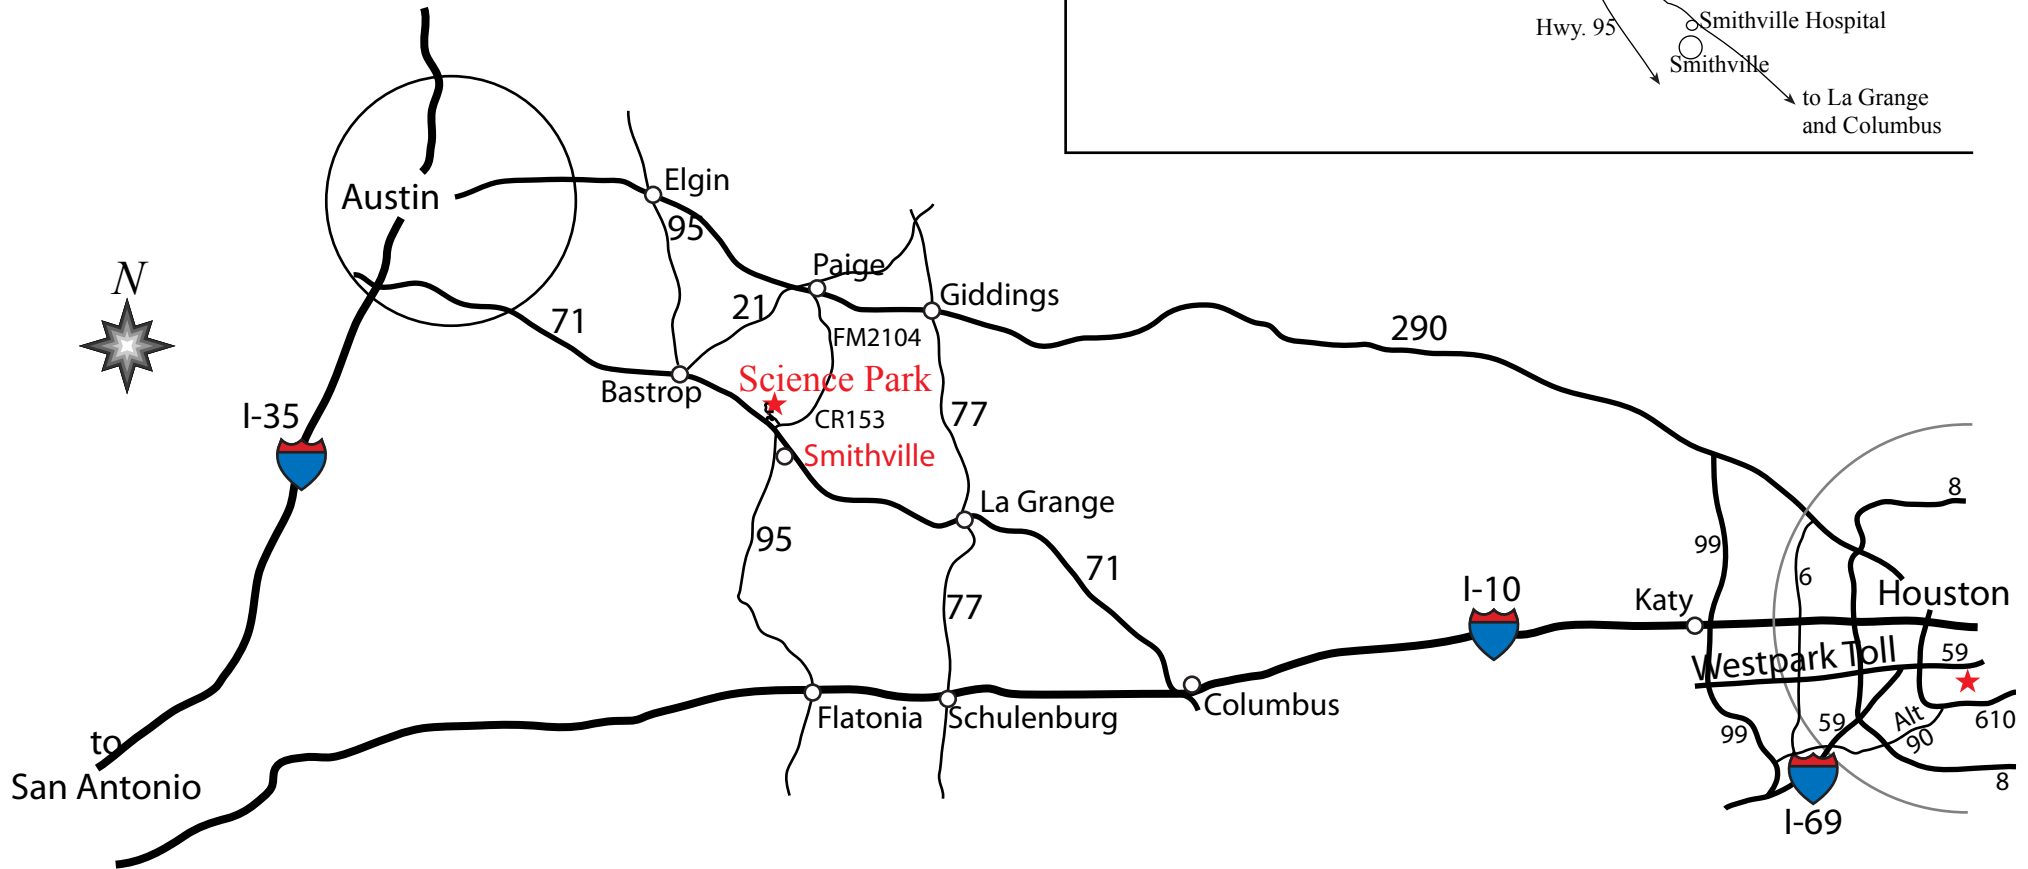 Hwy. 95
Smithville Hospital
Smithville
to La Grange
and Columbus
Austin
Elgin
95
N
Paige
Giddings
21
71
290
FM2104
Bastrop
Science Park
I-35
CR153
77
Smithville
La Grange
8
95
99
71
6
I-10
Houston
Katy
77
Westpark Toll
59
Flatonia
Schulenburg
Columbus
to
San Antonio
99
59
Alt
90
610
8
I-69